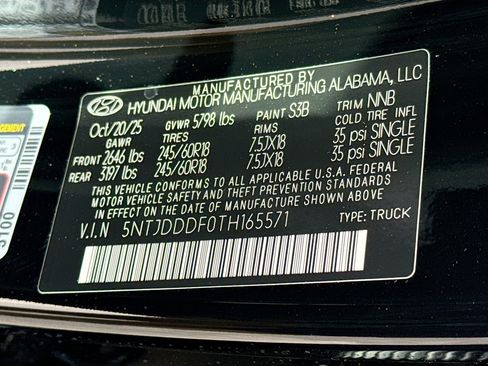 MANUFACTURED BY
HYUNDAI MOTOR MANUFACTURING ALABAMA, LLC
Oct/20/25 GVWR 5798 lbs PAINT S3B TRIM NNB
GAWR TIRES RIMS COLD TIRE INFL
FRONT 2646 lbs 245/60R18 7.5JX18 35 psi SINGLE
REAR 3197 lbs 245/60R18 7.5JX18 35 psi SINGLE
THIS VEHICLE CONFORMS TO ALL APPLICABLE U.S.A. FEDERAL
MOTOR VEHICLE SAFETY AND THEFT PREVENTION STANDARDS
IN EFFECT ON THE DATE OF MANUFACTURE SHOWN ABOVE.
V.I.N 5NTJDDDF0TH165571 TYPE: TRUCK
3100